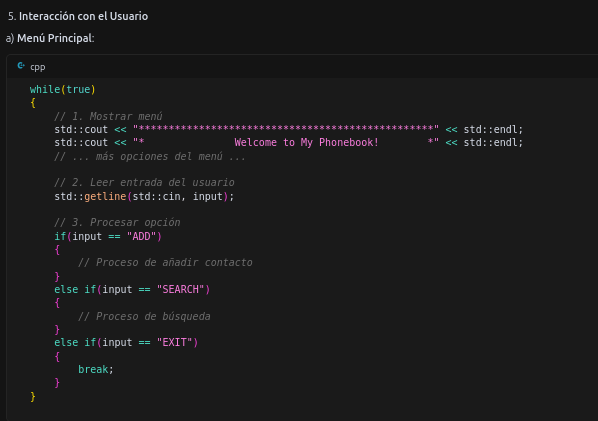 5. Interacción con el Usuario
a) Menú Principal:
cpp
while(true)
{
    // 1. Mostrar menú
    std::cout << "*************************************************" << std::endl;
    std::cout << "*               Welcome to My Phonebook!        *" << std::endl;
    // ... más opciones del menú ...

    // 2. Leer entrada del usuario
    std::getline(std::cin, input);

    // 3. Procesar opción
    if(input == "ADD")
    {
        // Proceso de añadir contacto
    }
    else if(input == "SEARCH")
    {
        // Proceso de búsqueda
    }
    else if(input == "EXIT")
    {
        break;
    }
}